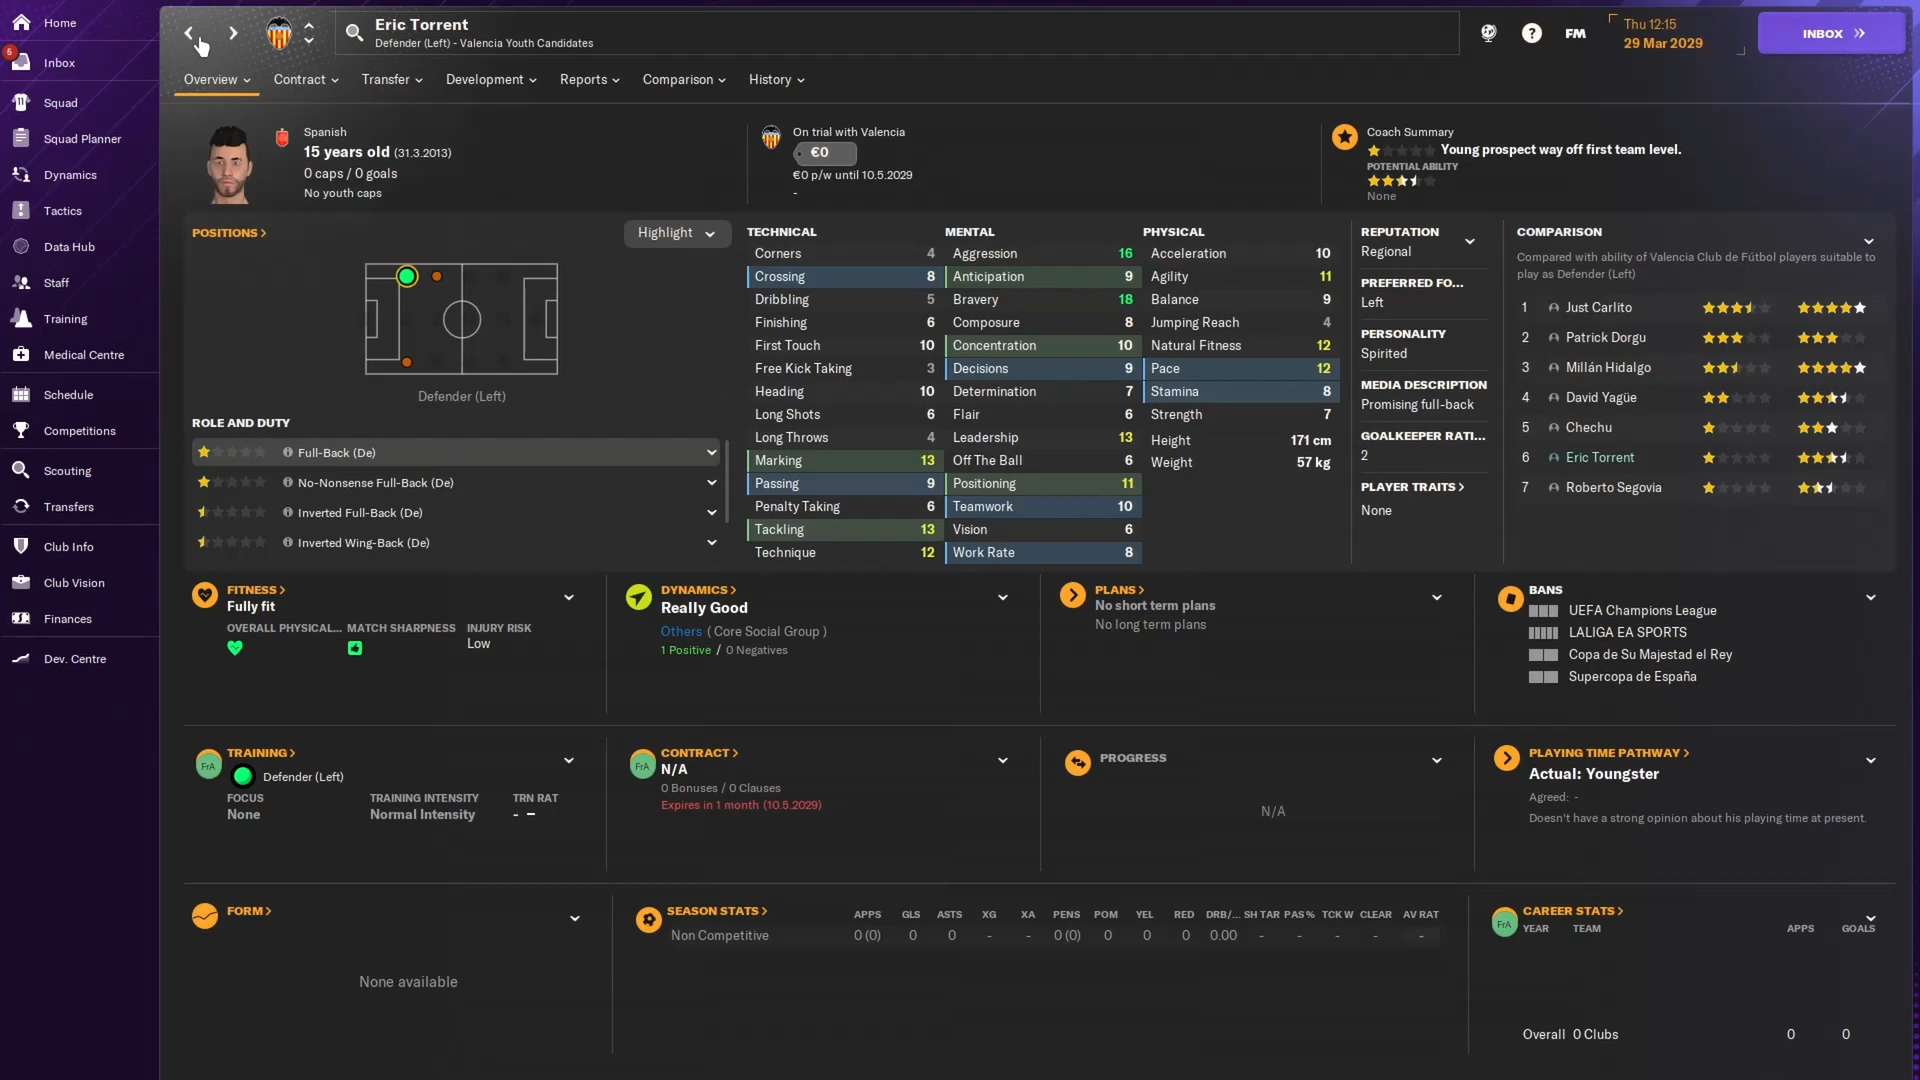 Home
6
Inbox
Squad
Squad Planner
Dynamics
Tactics
Data Hub
Staff
Training
Medical Centre
Schedule
Competitions
Scouting
Transfers
Club Info
Club Vision
Finances
Dev. Centre
Eric Torrent
Defender (Left) - Valencia Youth Candidates
?
FM
Thu 12:15
29 Mar 2029
INBOX
Overview Contract Transfer Development Reports Comparison History
Spanish
15 years old (31.3.2013)
0 caps / 0 goals
No youth caps
On trial with Valencia
€0
€0 p/w until 10.5.2029
-
Coach Summary
Young prospect way off first team level.
POTENTIAL ABILITY
None
POSITIONS >
Highlight
Defender (Left)
ROLE AND DUTY
Full-Back (De)
No-Nonsense Full-Back (De)
Inverted Full-Back (De)
Inverted Wing-Back (De)
TECHNICAL
Corners 4
Crossing 8
Dribbling 5
Finishing 6
First Touch 10
Free Kick Taking 3
Heading 10
Long Shots 6
Long Throws 4
Marking 13
Passing 9
Penalty Taking 6
Tackling 13
Technique 12
MENTAL
Aggression 16
Anticipation 9
Bravery 18
Composure 8
Concentration 10
Decisions 9
Determination 7
Flair 6
Leadership 13
Off The Ball 6
Positioning 11
Teamwork 10
Vision 6
Work Rate 8
PHYSICAL
Acceleration 10
Agility 11
Balance 9
Jumping Reach 4
Natural Fitness 12
Pace 12
Stamina 8
Strength 7
Height 171 cm
Weight 57 kg
REPUTATION
Regional
PREFERRED FO...
Left
PERSONALITY
Spirited
MEDIA DESCRIPTION
Promising full-back
GOALKEEPER RATI...
2
PLAYER TRAITS >
None
COMPARISON
Compared with ability of Valencia Club de Fútbol players suitable to
play as Defender (Left)
1 Just Carlito
2 Patrick Dorgu
3 Millán Hidalgo
4 David Yagüe
5 Chechu
6 Eric Torrent
7 Roberto Segovia
FITNESS >
Fully fit
OVERALL PHYSICAL... MATCH SHARPNESS INJURY RISK
Low
DYNAMICS >
Really Good
Others ( Core Social Group )
1 Positive / 0 Negatives
PLANS >
No short term plans
No long term plans
BANS
UEFA Champions League
LALIGA EA SPORTS
Copa de Su Majestad el Rey
Supercopa de España
FrA
TRAINING >
Defender (Left)
FOCUS TRAINING INTENSITY TRN RAT
None Normal Intensity - -
FrA
CONTRACT >
N/A
0 Bonuses / 0 Clauses
Expires in 1 month (10.5.2029)
PROGRESS
N/A
PLAYING TIME PATHWAY >
Actual: Youngster
Agreed: -
Doesn't have a strong opinion about his playing time at present.
FORM >
None available
SEASON STATS > APPS GLS ASTS XG XA PENS POM YEL RED DRB/... SH TAR PAS % TCK W CLEAR AV RAT
Non Competitive 0 (0) 0 0 - - 0 (0) 0 0 0 0.00 - - - - -
FrA
CAREER STATS >
YEAR TEAM APPS GOALS
Overall 0 Clubs 0 0